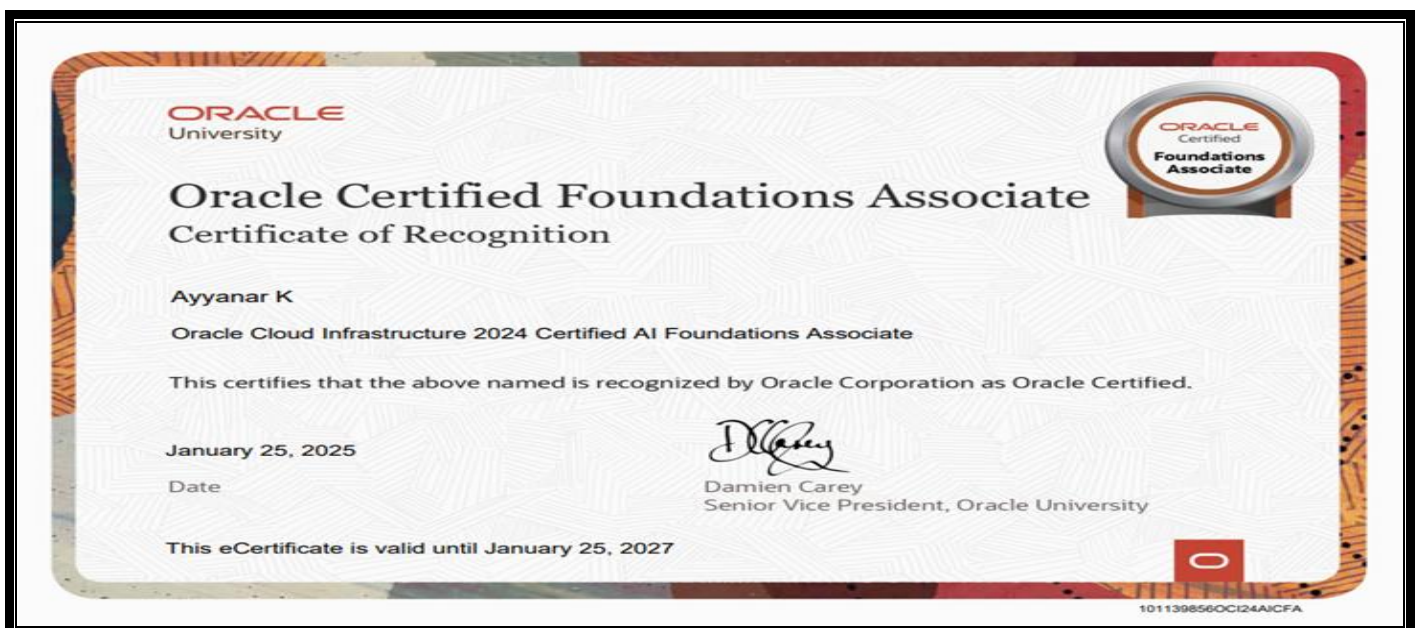 ORACLE
University
ORACLE
Certified
Foundations
Associate
Oracle Certified Foundations Associate
Certificate of Recognition
Ayyanar K
Oracle Cloud Infrastructure 2024 Certified AI Foundations Associate
This certifies that the above named is recognized by Oracle Corporation as Oracle Certified.
January 25, 2025
Date
Damien Carey
Senior Vice President, Oracle University
This eCertificate is valid until January 25, 2027
101139856OCI24AICFA